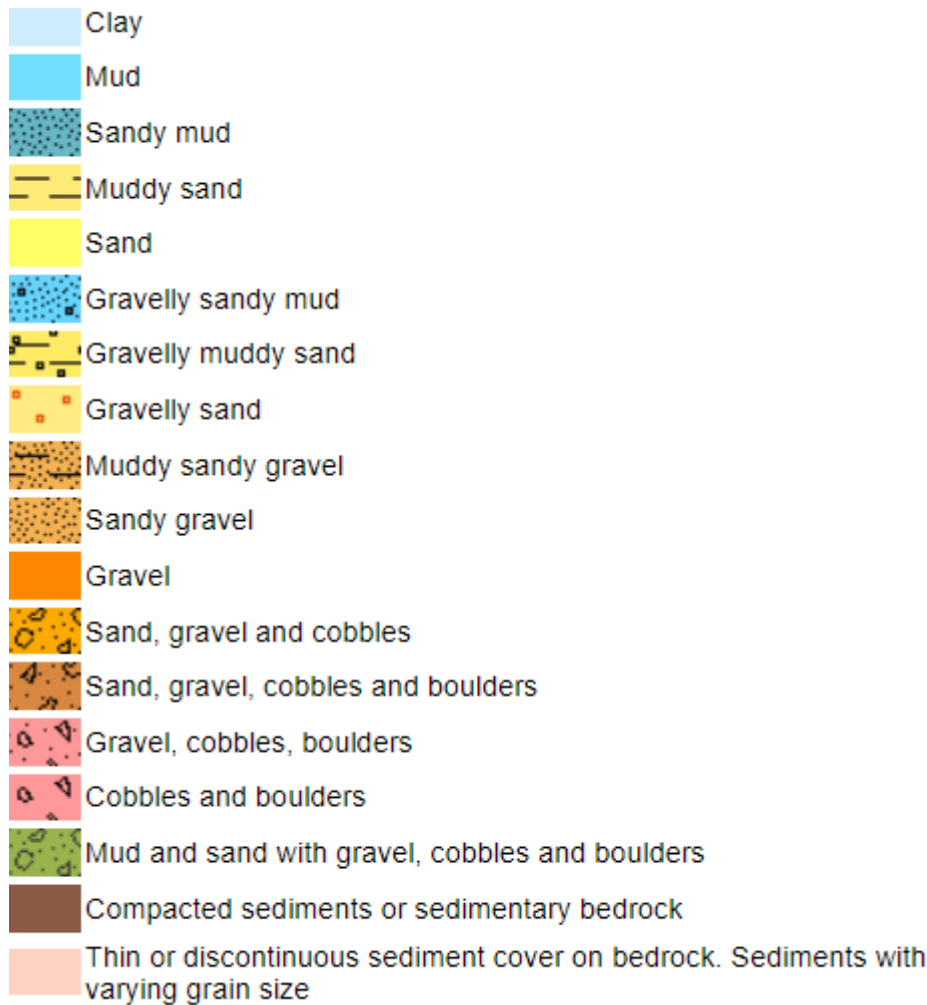 Clay
Mud
Sandy mud
Muddy sand
Sand
Gravelly sandy mud
Gravelly muddy sand
Gravelly sand
Muddy sandy gravel
Sandy gravel
Gravel
Sand, gravel and cobbles
Sand, gravel, cobbles and boulders
Gravel, cobbles, boulders
Cobbles and boulders
Mud and sand with gravel, cobbles and boulders
Compacted sediments or sedimentary bedrock
Thin or discontinuous sediment cover on bedrock. Sediments with
varying grain size